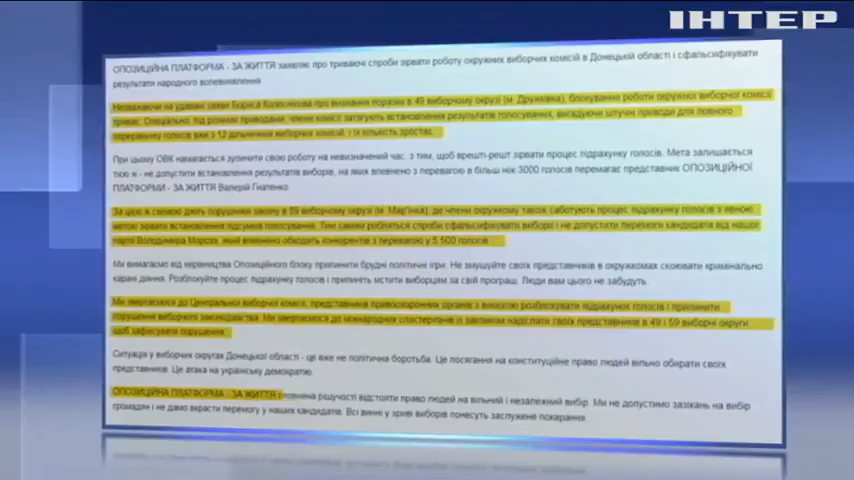 ІНТЕР
ОПОЗИЦІЙНА ПЛАТФОРМА - ЗА ЖИТТЯ заявляє про триваючі спроби зірвати роботу окружних виборчих комісій в Донецькій області і сфальсифікувати
результати народного волевиявлення.
Незважаючи на удавані заяви Бориса Колеснікова про визнання поразки в 49 виборчому окрузі (м. Дружківка), блокування роботи окружної виборчої комісії
триває. Спеціально, під різними приводами, члени комісії затягують встановлення результатів голосування, вигадуючи штучні приводи для повного
перерахунку голосів вже з 12 дільничних виборчих комісій, і їх кількість зростає.
При цьому ОВК намагається зупинити свою роботу на невизначений час, з тим, щоб врешті-решт зірвати процес підрахунку голосів. Мета залишається
тією ж - не допустити встановлення результатів виборів, на яких впевнено з перевагою в більш ніж 3000 голосів перемагає представник ОПОЗИЦІЙНОЇ
ПЛАТФОРМИ - ЗА ЖИТТЯ Валерій Гнатенко.
За цією ж схемою діють порушники закону в 59 виборчому окрузі (м. Мар'їнка), де члени окружкому також саботують процес підрахунку голосів з явною
метою зірвати встановлення підсумків голосування. Тим самим робляться спроби сфальсифікувати вибори і не допустити перемоги кандидата від нашої
партії Володимира Мороза, який впевнено обходить конкурентів з перевагою у 5 500 голосів.
Ми вимагаємо від керівництва Опозиційного блоку припинити брудні політичні ігри. Не змушуйте своїх представників в окружкомах скоювати кримінально
карані діяння. Розблокуйте процес підрахунку голосів і припиніть мстити виборцям за свій програш. Люди вам цього не забудуть.
Ми звертаємося до Центральної виборчої комісії, представників правоохоронних органів з вимогою розблокувати підрахунок голосів і припинити
порушення виборчого законодавства. Ми звертаємося до міжнародних спостерігачів із закликом надіслати своїх представників в 49 і 59 виборчі округи
щоб зафіксувати порушення.
Ситуація у виборчих округах Донецької області - це вже не політична боротьба. Це посягання на конституційне право людей вільно обирати своїх
представників. Це атака на українську демократію.
ОПОЗИЦІЙНА ПЛАТФОРМА - ЗА ЖИТТЯ сповнена рішучості відстояти право людей на вільний і незалежний вибір. Ми не допустимо зазіхань на вибір
громадян і не дамо вкрасти перемогу у наших кандидатів. Всі винні у зриві виборів понесуть заслужене покарання.